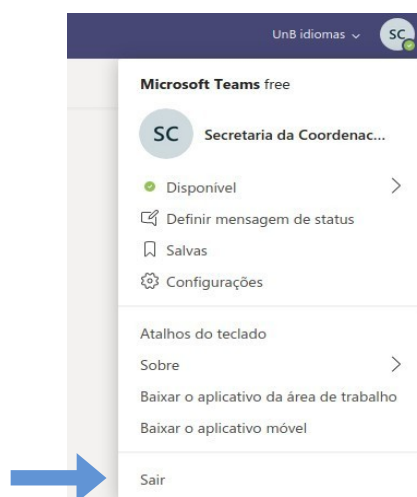 UnB idiomas
SC
Microsoft Teams free
SC
Secretaria da Coordenac...
Disponível
Definir mensagem de status
Salvas
Configurações
Atalhos do teclado
Sobre
Baixar o aplicativo da área de trabalho
Baixar o aplicativo móvel
Sair